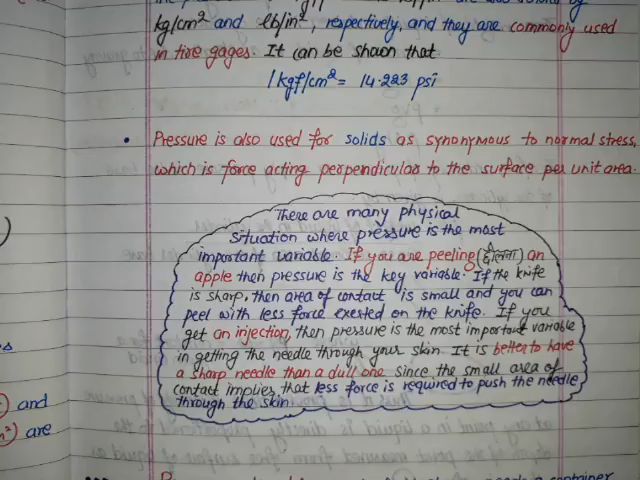 kg/cm² and lb/in², respectively, and they are commonly used
in tire gages. It can be shown that
1 kgf/cm² = 14.223 psi
• Pressure is also used for solids as synonymous to normal stress,
which is force acting perpendicular to the surface per unit area.
There are many physical
situation where pressure is the most
important variable. If you are peeling (छीलना) an
apple then pressure is the key variable. If the knife
is sharp, then area of contact is small and you can
peel with less force exerted on the knife. If you
get an injection, then pressure is the most important variable
in getting the needle through your skin. It is better to have
a sharp needle than a dull one since the small area of
contact implies that less force is required to push the needle
through the skin.
and
are